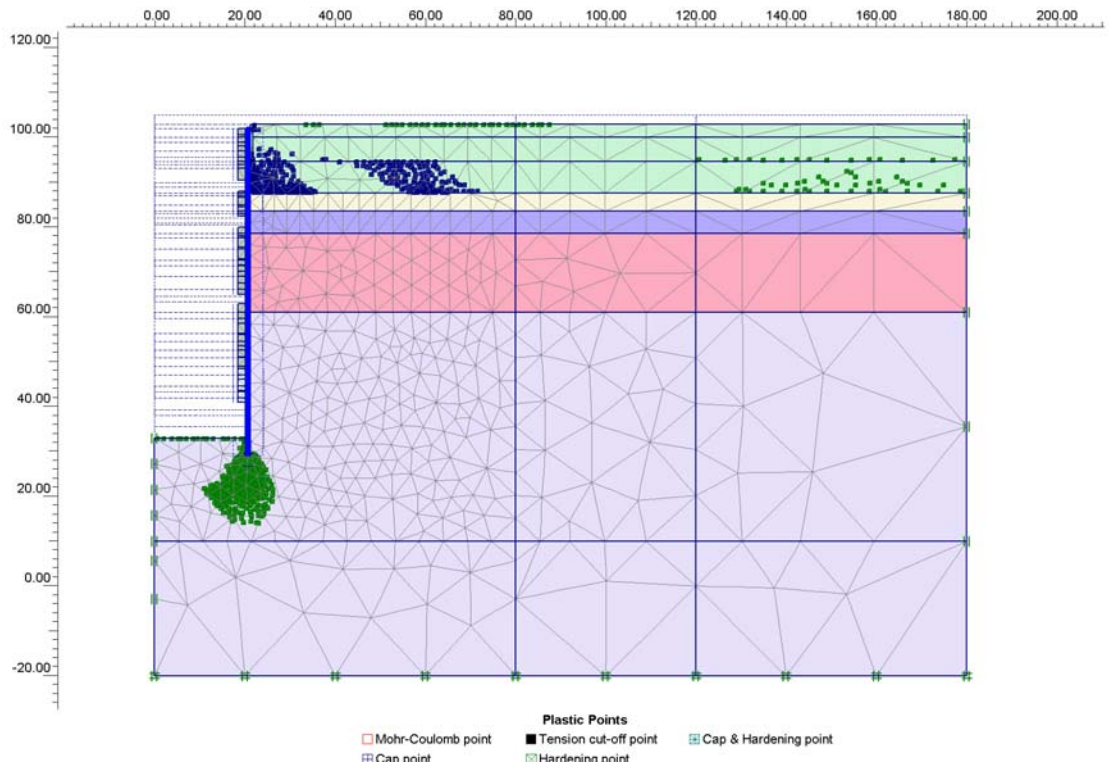 0.00 20.00 40.00 60.00 80.00 100.00 120.00 140.00 160.00 180.00 200.00
120.00
100.00
80.00
60.00
40.00
20.00
0.00
-20.00
Plastic Points
Mohr-Coulomb point Tension cut-off point Cap & Hardening point
Cap point Hardening point